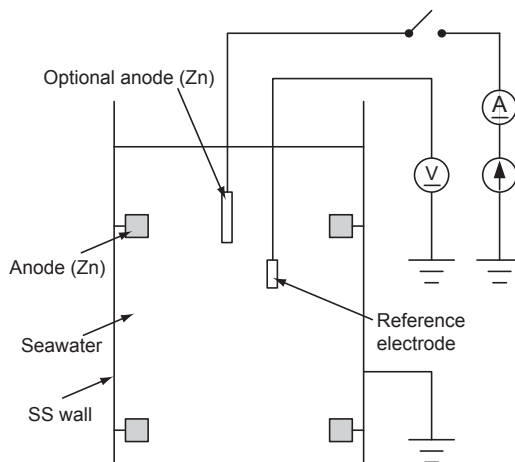 Optional anode (Zn)
A
V
Anode (Zn)
Seawater
Reference
electrode
SS wall